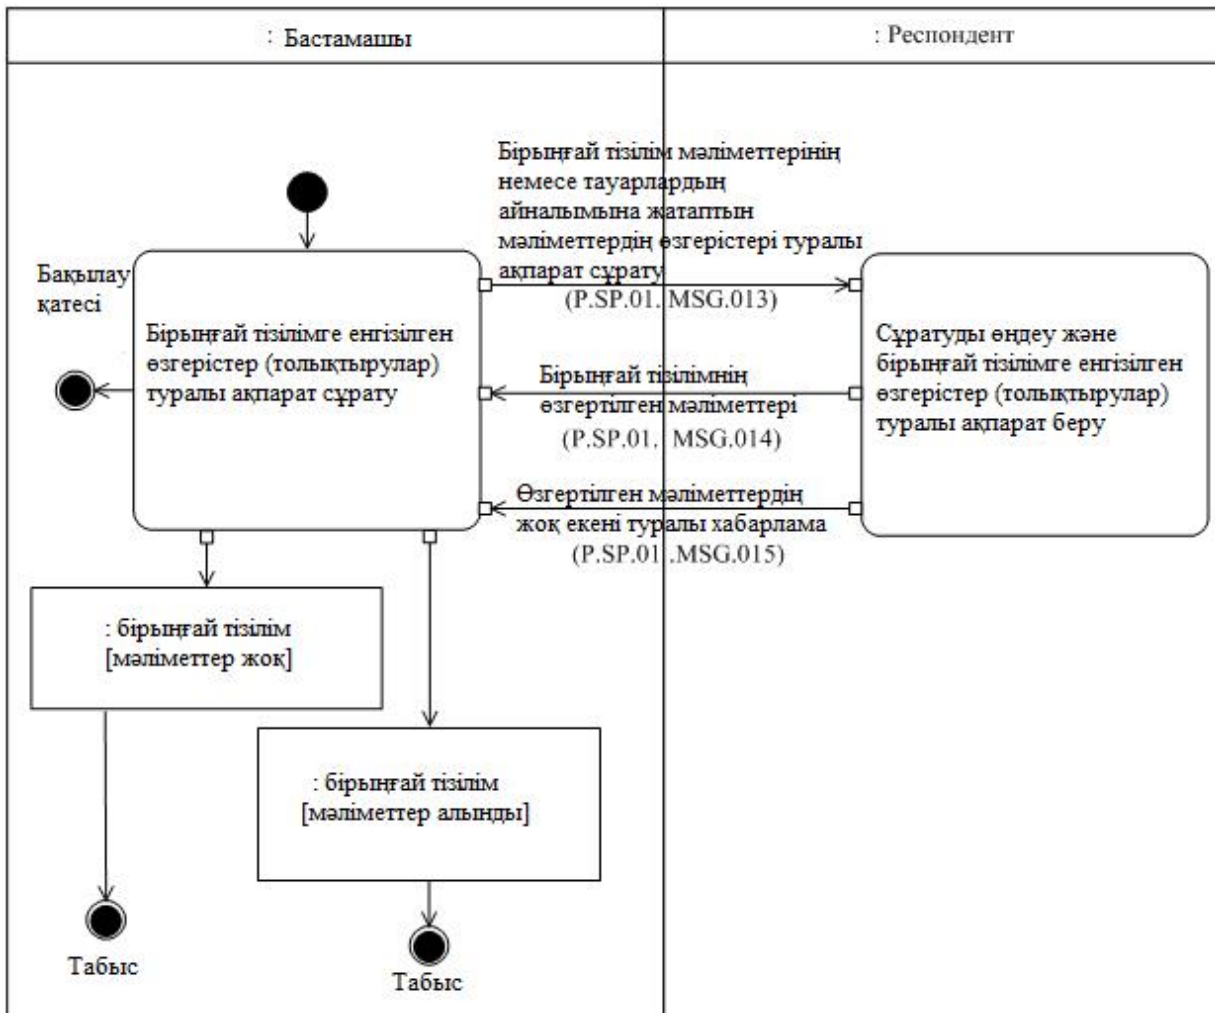 : Бастамашы
: Респондент
Бірыңғай тізілім мәліметтерінің
немесе тауарлардың
айналымына жатаптын
мәліметтердің өзгерістері туралы
ақпарат сұрату
(P.SP.01. MSG.013)
Бақылау
қатесі
Бірыңғай тізілімге енгізілген
өзгерістер (толықтырулар)
туралы ақпарат сұрату
Сұратуды өңдеу және
бірыңғай тізілімге енгізілген
өзгерістер (толықтырулар)
туралы ақпарат беру
Бірыңғай тізілімнің
өзгертілген мәліметтері
(P.SP.01. MSG.014)
Өзгертілген мәліметтердің
жоқ екені туралы хабарлама
(P.SP.01 .MSG.015)
: бірыңғай тізілім
[мәліметтер жоқ]
: бірыңғай тізілім
[мәліметтер алынды]
Табыс
Табыс